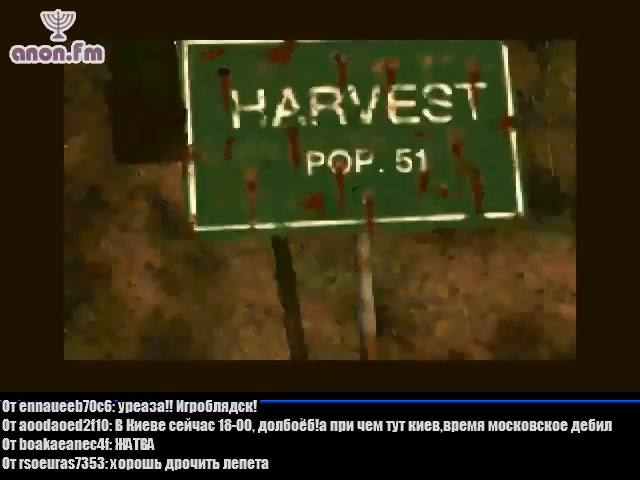 anon.fm
HARVEST
POP. 51
От ennaueeb70c6: уреаза!! Игроблядск!
От aoodaoed2f10: В Киеве сейчас 18-00, долбоёб!а при чем тут киев,время московское дебил
От boakaeanec4f: ЖАТВА
От rsoeuras7353: хорошь дрочить лепета